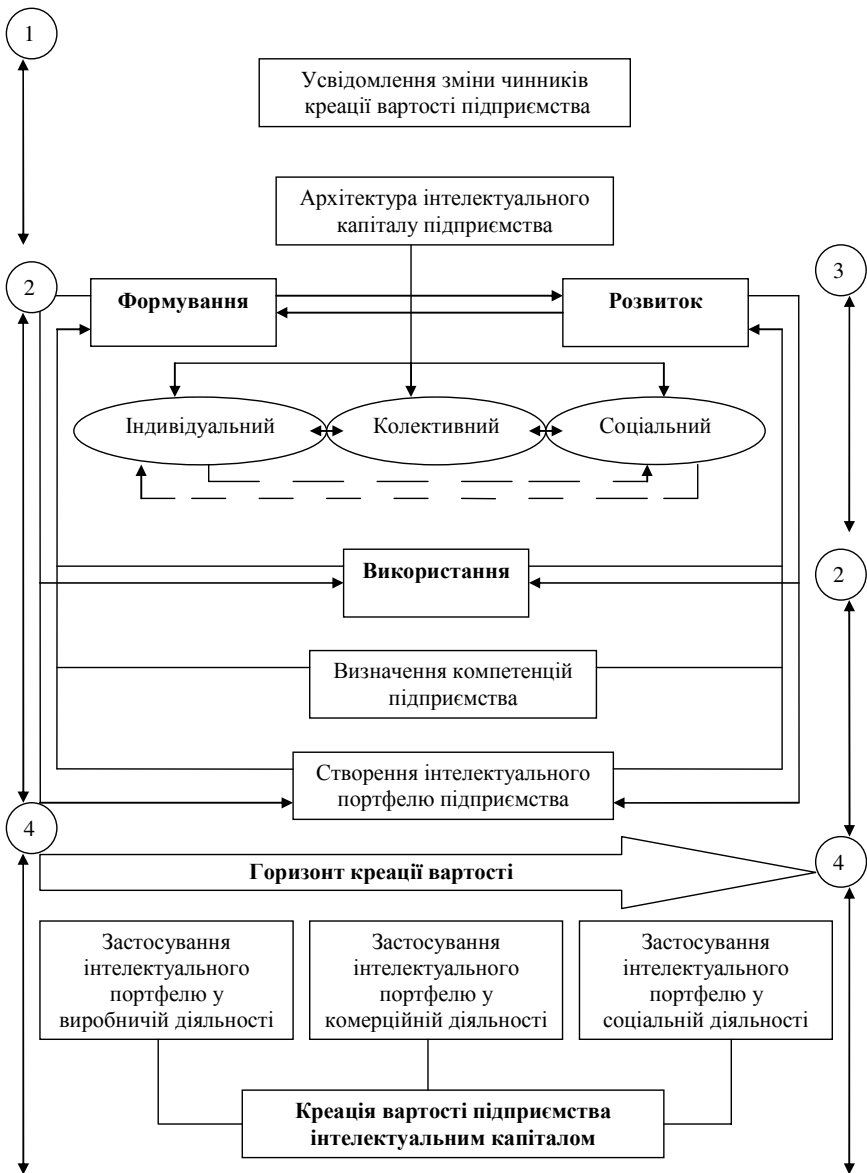 1
Усвідомлення зміни чинників
креації вартості підприємства
Архітектура інтелектуального
капіталу підприємства
2
3
Формування
Розвиток
Індивідуальний
Колективний
Соціальний
Використання
2
Визначення компетенцій
підприємства
Створення інтелектуального
портфелю підприємства
4
Горизонт креації вартості
4
Застосування
інтелектуального
портфелю у
виробничій діяльності
Застосування
інтелектуального
портфелю у
комерційній діяльності
Застосування
інтелектуального
портфелю у
соціальній діяльності
Креація вартості підприємства
інтелектуальним капіталом